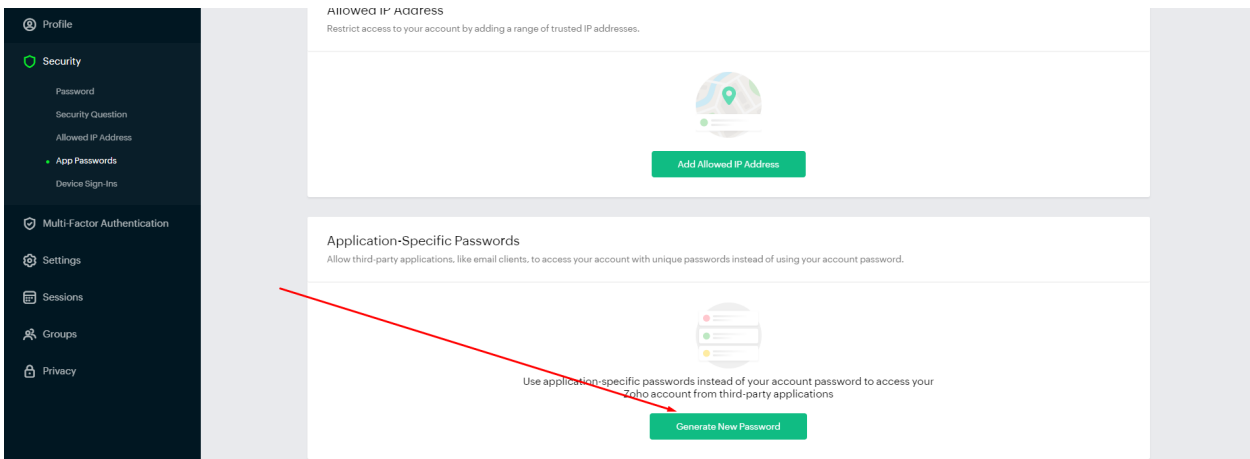 Profile
Security
Password
Security Question
Allowed IP Address
App Passwords
Device Sign-Ins
Multi-Factor Authentication
Settings
Sessions
Groups
Privacy
Allowed IP Address
Restrict access to your account by adding a range of trusted IP addresses.
Add Allowed IP Address
Application-Specific Passwords
Allow third-party applications, like email clients, to access your account with unique passwords instead of using your account password.
Use application-specific passwords instead of your account password to access your
Zoho account from third-party applications
Generate New Password